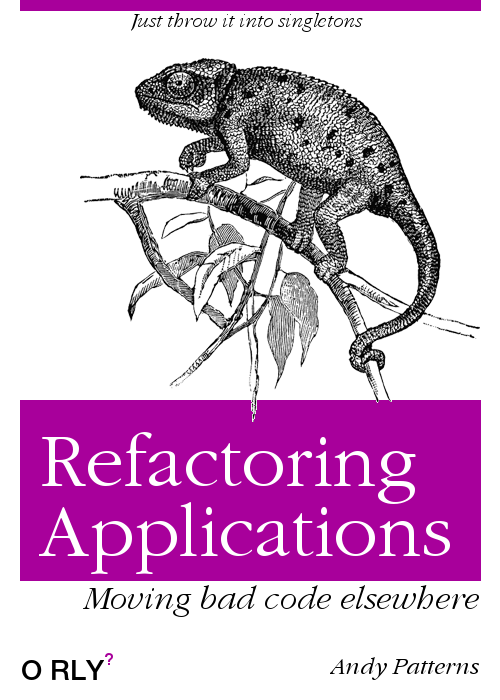 Just throw it into singletons
Refactoring
Applications
Moving bad code elsewhere
O RLY?
Andy Patterns